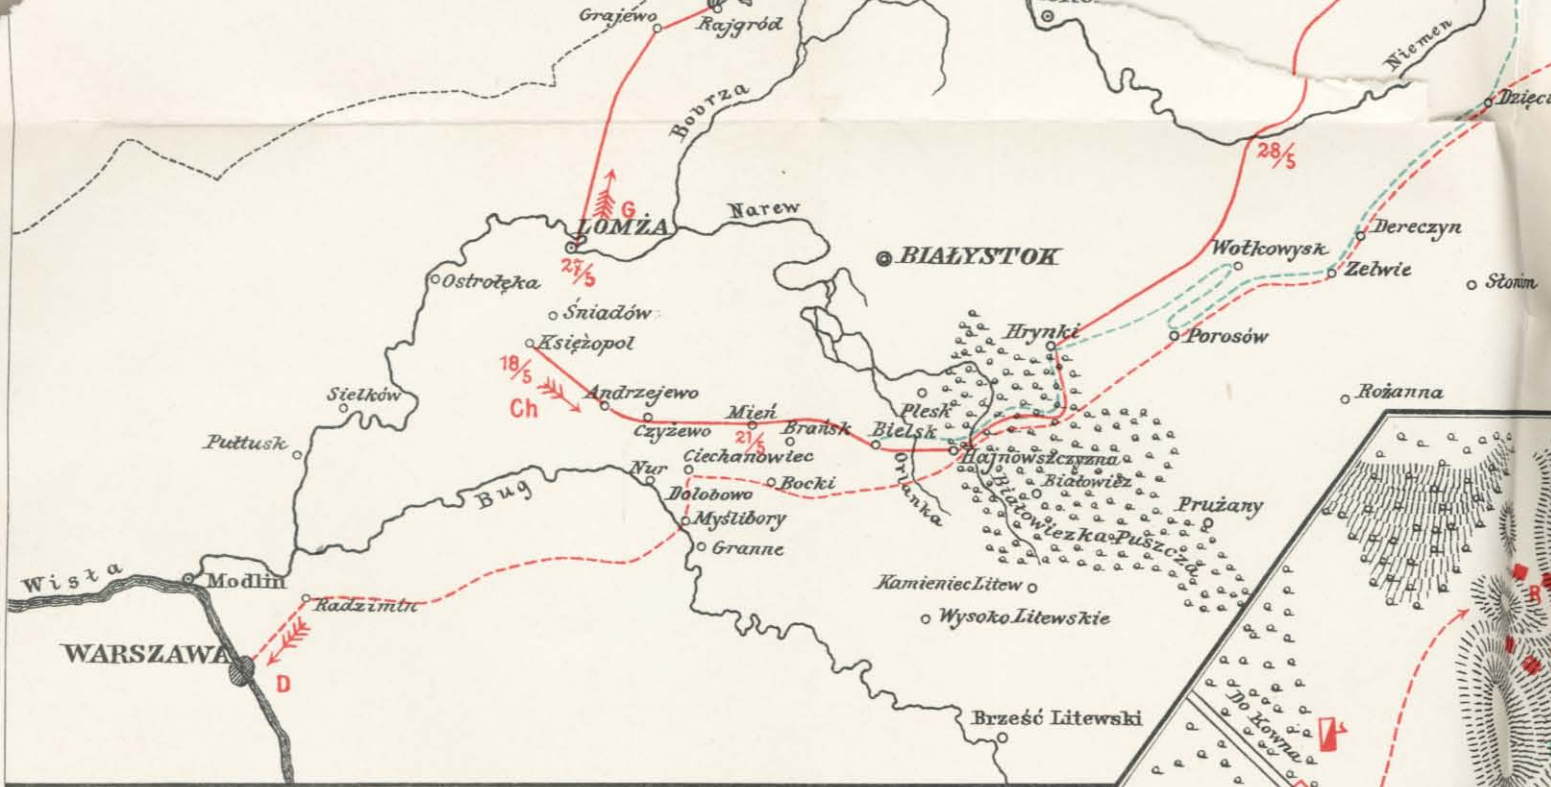 Grajewo
Rajgród
Niemen
Bobrza
28/5
G
ŁOMŻA
27/5
Narew
BIAŁYSTOK
Dereczyn
Wołkowysk
Zelwie
Słonim
Ostrołęka
Śniadów
Księżopol
18/5
Ch
Hrynki
Porosów
Rożanna
Sielków
Andrzejewo
Czyżewo
Mień
21/5
Brańsk
Plesk
Bielsk
Hajnowszczyzna
Pułtusk
Ciechanowiec
Nur
Bocki
Dołobowo
Białowież
Orlanka
Białowiezka Puszcza
Prużany
Bug
Myślibory
Granne
Wisła
Modlin
Radzimin
Kamieniec Litew
Wysoko Litewskie
WARSZAWA
D
R
Brześć Litewski
Do Kowna